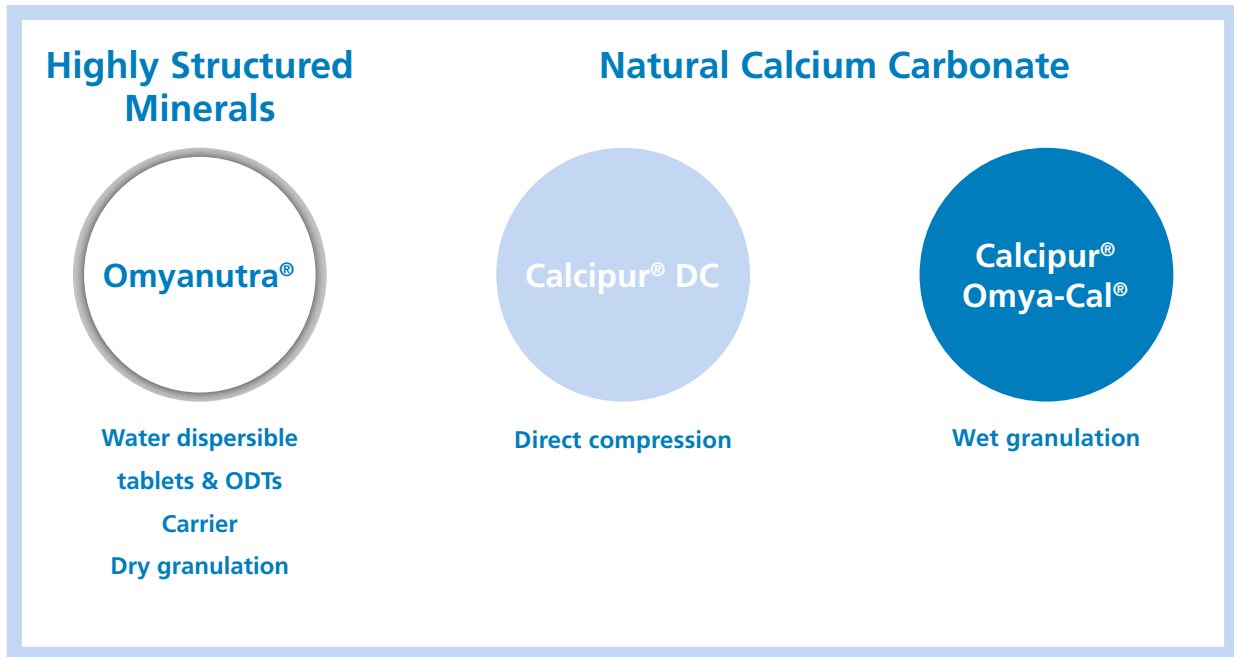 Highly Structured
Minerals
Omyanutra®
Water dispersible
tablets & ODTs
Carrier
Dry granulation
Natural Calcium Carbonate
Calcipur® DC
Direct compression
Calcipur®
Omya-Cal®
Wet granulation